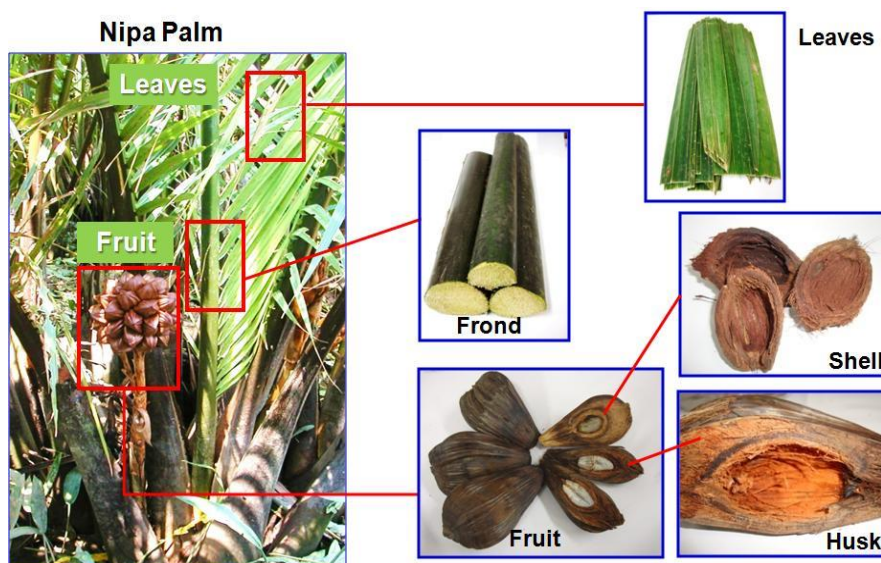 Nipa Palm
Leaves
Leaves
Fruit
Frond
Shell
Fruit
Husk